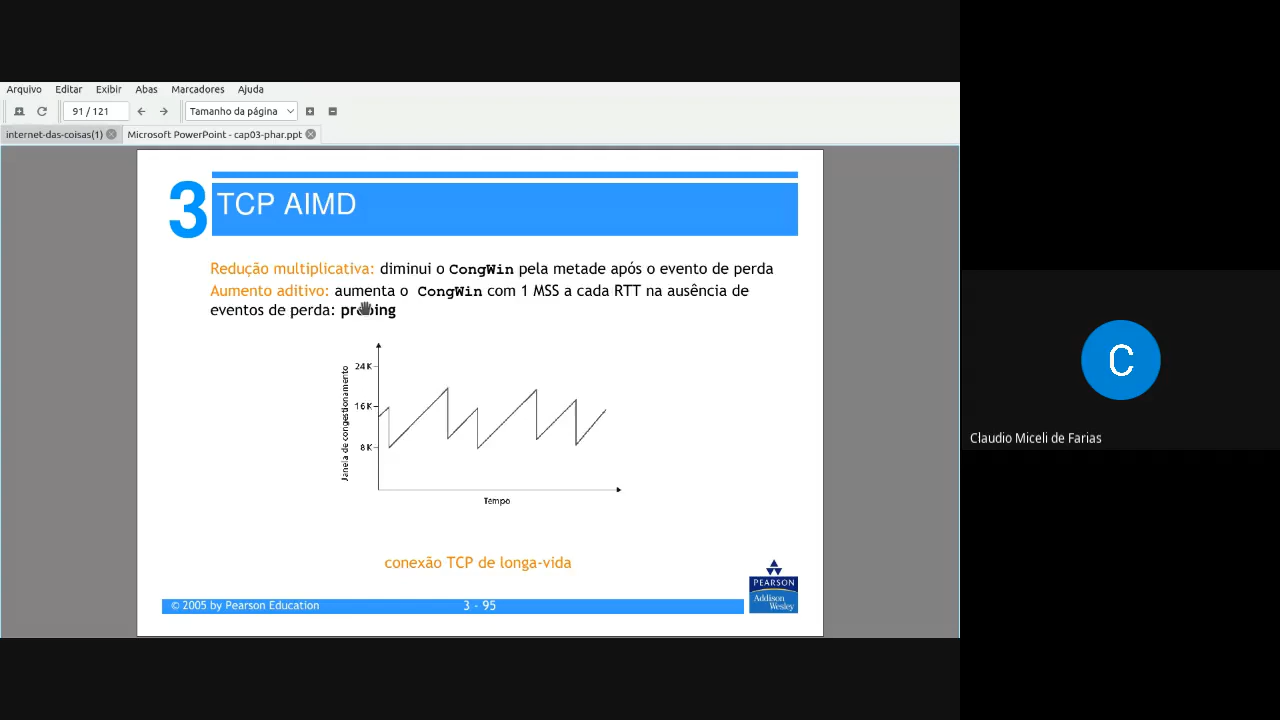 Arquivo Editar Exibir Abas Marcadores Ajuda
91 / 121 Tamanho da página
internet-das-coisas(1) Microsoft PowerPoint - cap03-phar.ppt
3 TCP AIMD
Redução multiplicativa: diminui o CongWin pela metade após o evento de perda
Aumento aditivo: aumenta o CongWin com 1 MSS a cada RTT na ausência de
eventos de perda: probing
Janela de congestionamento
24 K
16 K
8 K
Tempo
conexão TCP de longa-vida
PEARSON
Addison
Wesley
© 2005 by Pearson Education 3 - 95
C
Claudio Miceli de Farias